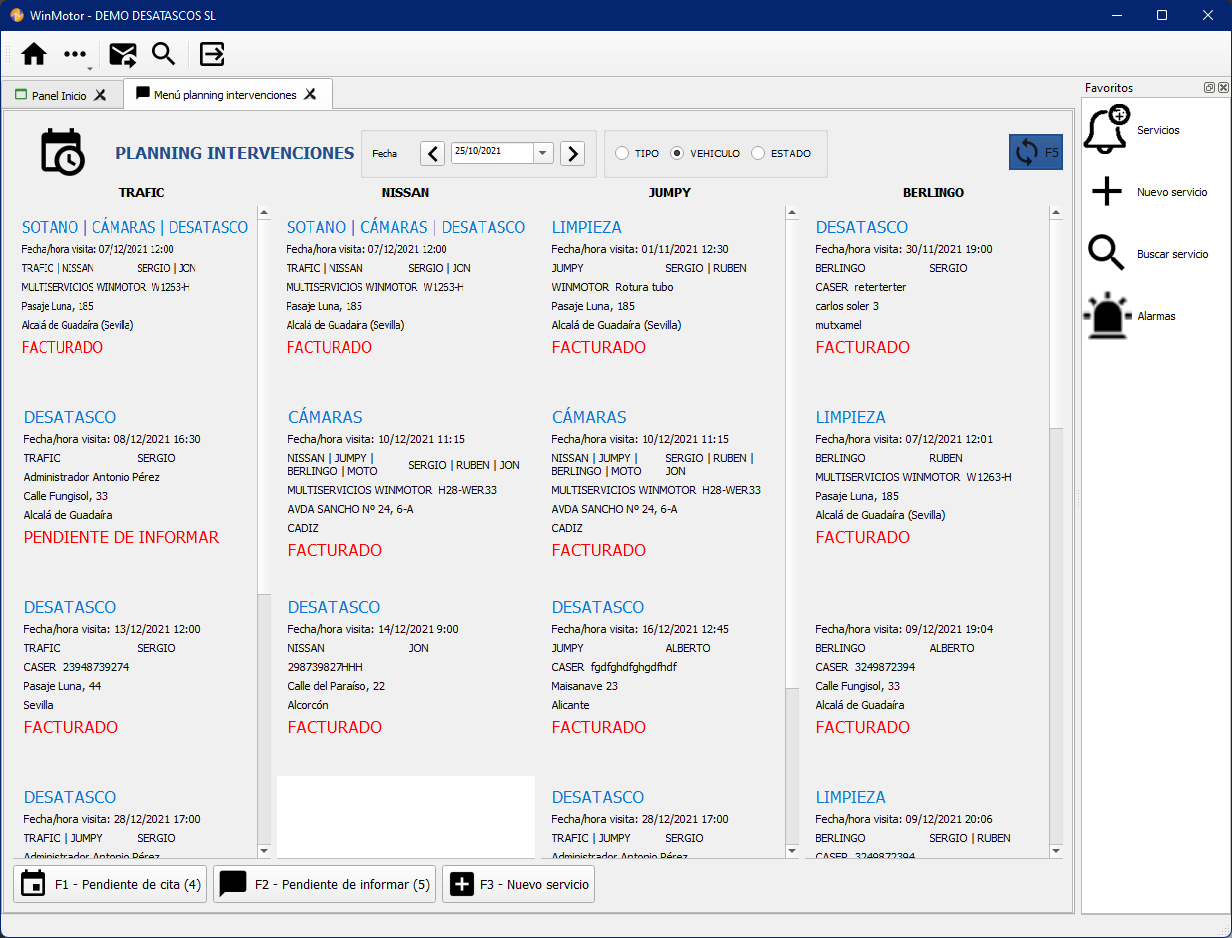 WinMotor - DEMO DESATASCOS SL
Panel Inicio
Menú planning intervenciones
Favoritos
PLANNING INTERVENCIONES
Fecha
25/10/2021
TIPO
VEHICULO
ESTADO
F5
TRAFIC
SOTANO | CÁMARAS | DESATASCO
Fecha/hora visita: 07/12/2021 12:00
TRAFIC | NISSAN SERGIO | JON
MULTISERVICIOS WINMOTOR W1263-H
Pasaje Luna, 185
Alcalá de Guadaíra (Sevilla)
FACTURADO
DESATASCO
Fecha/hora visita: 08/12/2021 16:30
TRAFIC SERGIO
Administrador Antonio Pérez
Calle Fungisol, 33
Alcalá de Guadaíra
PENDIENTE DE INFORMAR
DESATASCO
Fecha/hora visita: 13/12/2021 12:00
TRAFIC SERGIO
CASER 23948739274
Pasaje Luna, 44
Sevilla
FACTURADO
DESATASCO
Fecha/hora visita: 28/12/2021 17:00
TRAFIC | JUMPY SERGIO
Administrador Antonio Pérez
NISSAN
SOTANO | CÁMARAS | DESATASCO
Fecha/hora visita: 07/12/2021 12:00
TRAFIC | NISSAN SERGIO | JON
MULTISERVICIOS WINMOTOR W1263-H
Pasaje Luna, 185
Alcalá de Guadaíra (Sevilla)
FACTURADO
CÁMARAS
Fecha/hora visita: 10/12/2021 11:15
NISSAN | JUMPY |
BERLINGO | MOTO
SERGIO | RUBEN | JON
MULTISERVICIOS WINMOTOR H28-WER33
AVDA SANCHO Nº 24, 6-A
CADIZ
FACTURADO
DESATASCO
Fecha/hora visita: 14/12/2021 9:00
NISSAN JON
298739827HHH
Calle del Paraíso, 22
Alcorcón
FACTURADO
JUMPY
LIMPIEZA
Fecha/hora visita: 01/11/2021 12:30
JUMPY SERGIO | RUBEN
WINMOTOR Rotura tubo
Pasaje Luna, 185
Alcalá de Guadaíra (Sevilla)
FACTURADO
CÁMARAS
Fecha/hora visita: 10/12/2021 11:15
NISSAN | JUMPY | SERGIO | RUBEN |
BERLINGO | MOTO JON
MULTISERVICIOS WINMOTOR H28-WER33
AVDA SANCHO Nº 24, 6-A
CADIZ
FACTURADO
DESATASCO
Fecha/hora visita: 16/12/2021 12:45
JUMPY ALBERTO
CASER fgdfghdfghgdfhdf
Maisanave 23
Alicante
FACTURADO
DESATASCO
Fecha/hora visita: 28/12/2021 17:00
TRAFIC | JUMPY SERGIO
Administrador Antonio Pérez
BERLINGO
DESATASCO
Fecha/hora visita: 30/11/2021 19:00
BERLINGO SERGIO
CASER reterterter
carlos soler 3
mutxamel
FACTURADO
LIMPIEZA
Fecha/hora visita: 07/12/2021 12:01
BERLINGO RUBEN
MULTISERVICIOS WINMOTOR W1263-H
Pasaje Luna, 185
Alcalá de Guadaíra (Sevilla)
FACTURADO
Fecha/hora visita: 09/12/2021 19:04
BERLINGO ALBERTO
CASER 3249872394
Calle Fungisol, 33
Alcalá de Guadaíra
FACTURADO
LIMPIEZA
Fecha/hora visita: 09/12/2021 20:06
BERLINGO SERGIO | RUBEN
CASER 3249872394
Servicios
Nuevo servicio
Buscar servicio
Alarmas
F1 - Pendiente de cita (4)
F2 - Pendiente de informar (5)
F3 - Nuevo servicio